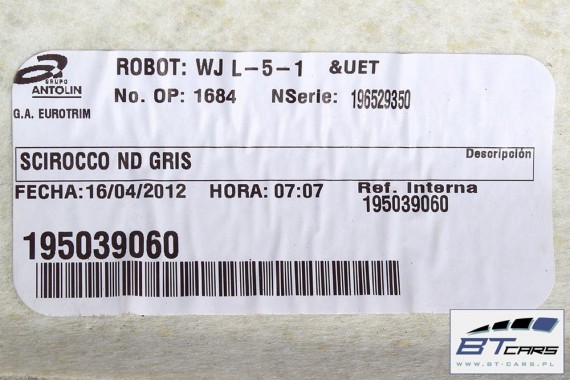 GRUPO
ANTOLIN
G.A. EUROTRIM
ROBOT: WJ L-5-1 &UET
No. OP: 1684 NSerie: 196529350
Descripción
SCIROCCO ND GRIS
FECHA:16/04/2012 HORA: 07:07 Ref. Interna
195039060
195039060
BT CARS
WWW.BT-CARS.PL